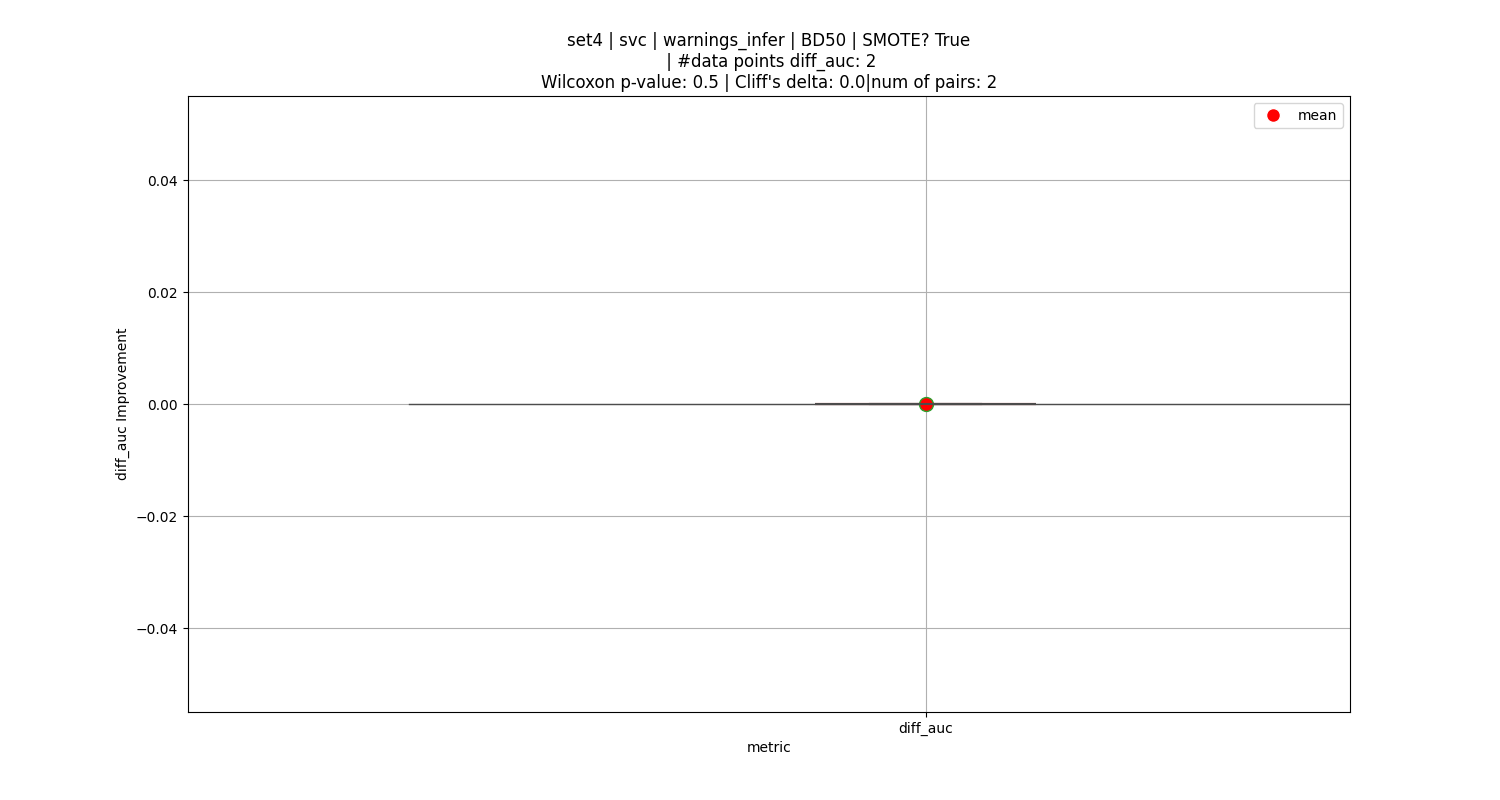 set4 | svc | warnings_infer | BD50 | SMOTE? True
| #data points diff_auc: 2
Wilcoxon p-value: 0.5 | Cliff's delta: 0.0|num of pairs: 2
mean
0.04
0.02
0.00
−0.02
−0.04
diff_auc Improvement
diff_auc
metric